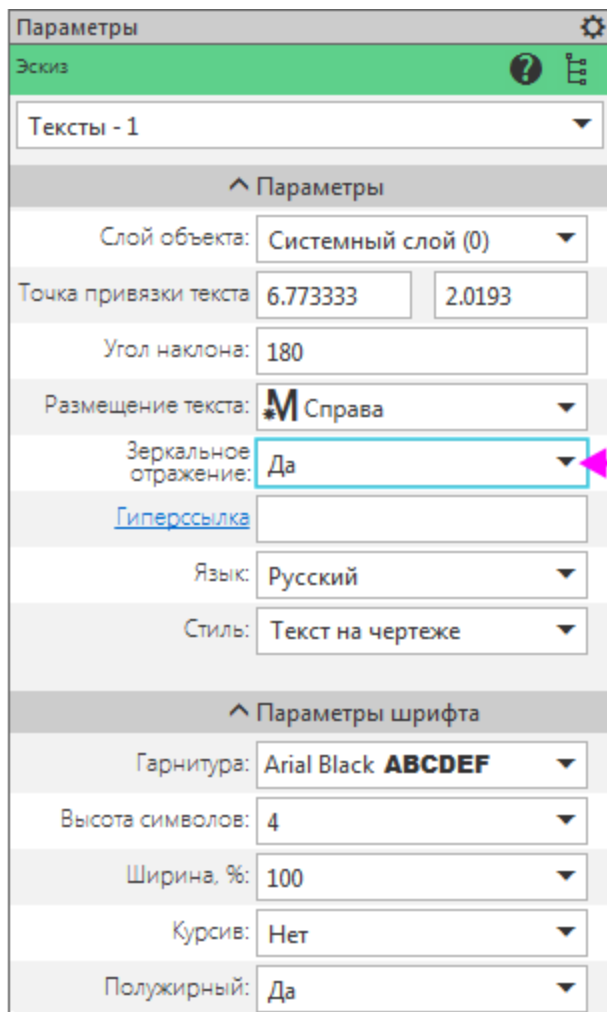 Параметры
Эскиз
Тексты - 1
Параметры
Слой объекта: Системный слой (0)
Точка привязки текста 6.773333 2.0193
Угол наклона: 180
Размещение текста: M Справа
Зеркальное
отражение: Да
Гиперссылка
Язык: Русский
Стиль: Текст на чертеже
Параметры шрифта
Гарнитура: Arial Black ABCDEF
Высота символов: 4
Ширина, %: 100
Курсив: Нет
Полужирный: Да